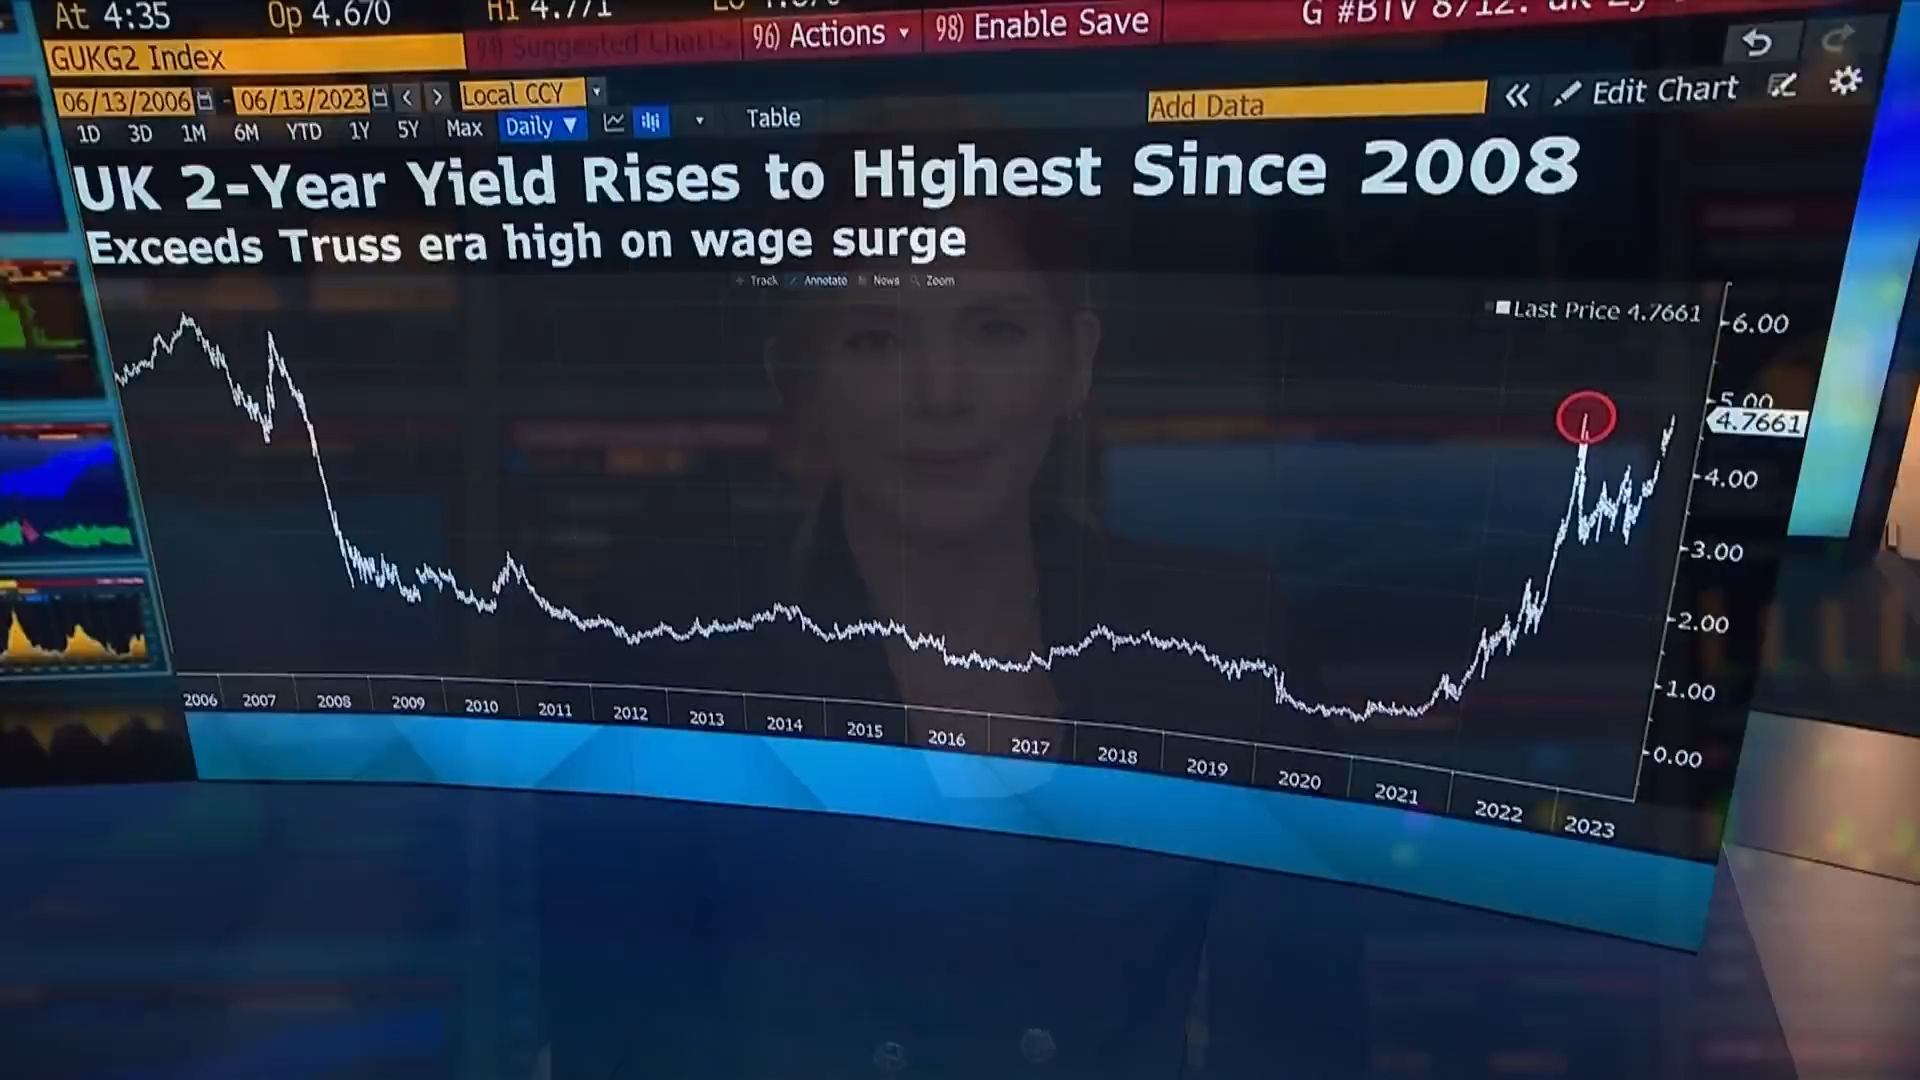 At 4:35 Op 4.670 Hi 4.771
GUKG2 Index 96) Actions 98) Enable Save G #BTV 8712:
06/13/2006 - 06/13/2023 < > Local CCY Add Data « Edit Chart
1D 3D 1M 6M YTD 1Y 5Y Max Daily ▼ Table
UK 2-Year Yield Rises to Highest Since 2008
Exceeds Truss era high on wage surge
Track Annotate News Zoom
Last Price 4.7661
6.00
5.00
4.7661
4.00
3.00
2.00
1.00
0.00
2006 2007 2008 2009 2010 2011 2012 2013 2014 2015 2016 2017 2018 2019 2020 2021 2022 2023